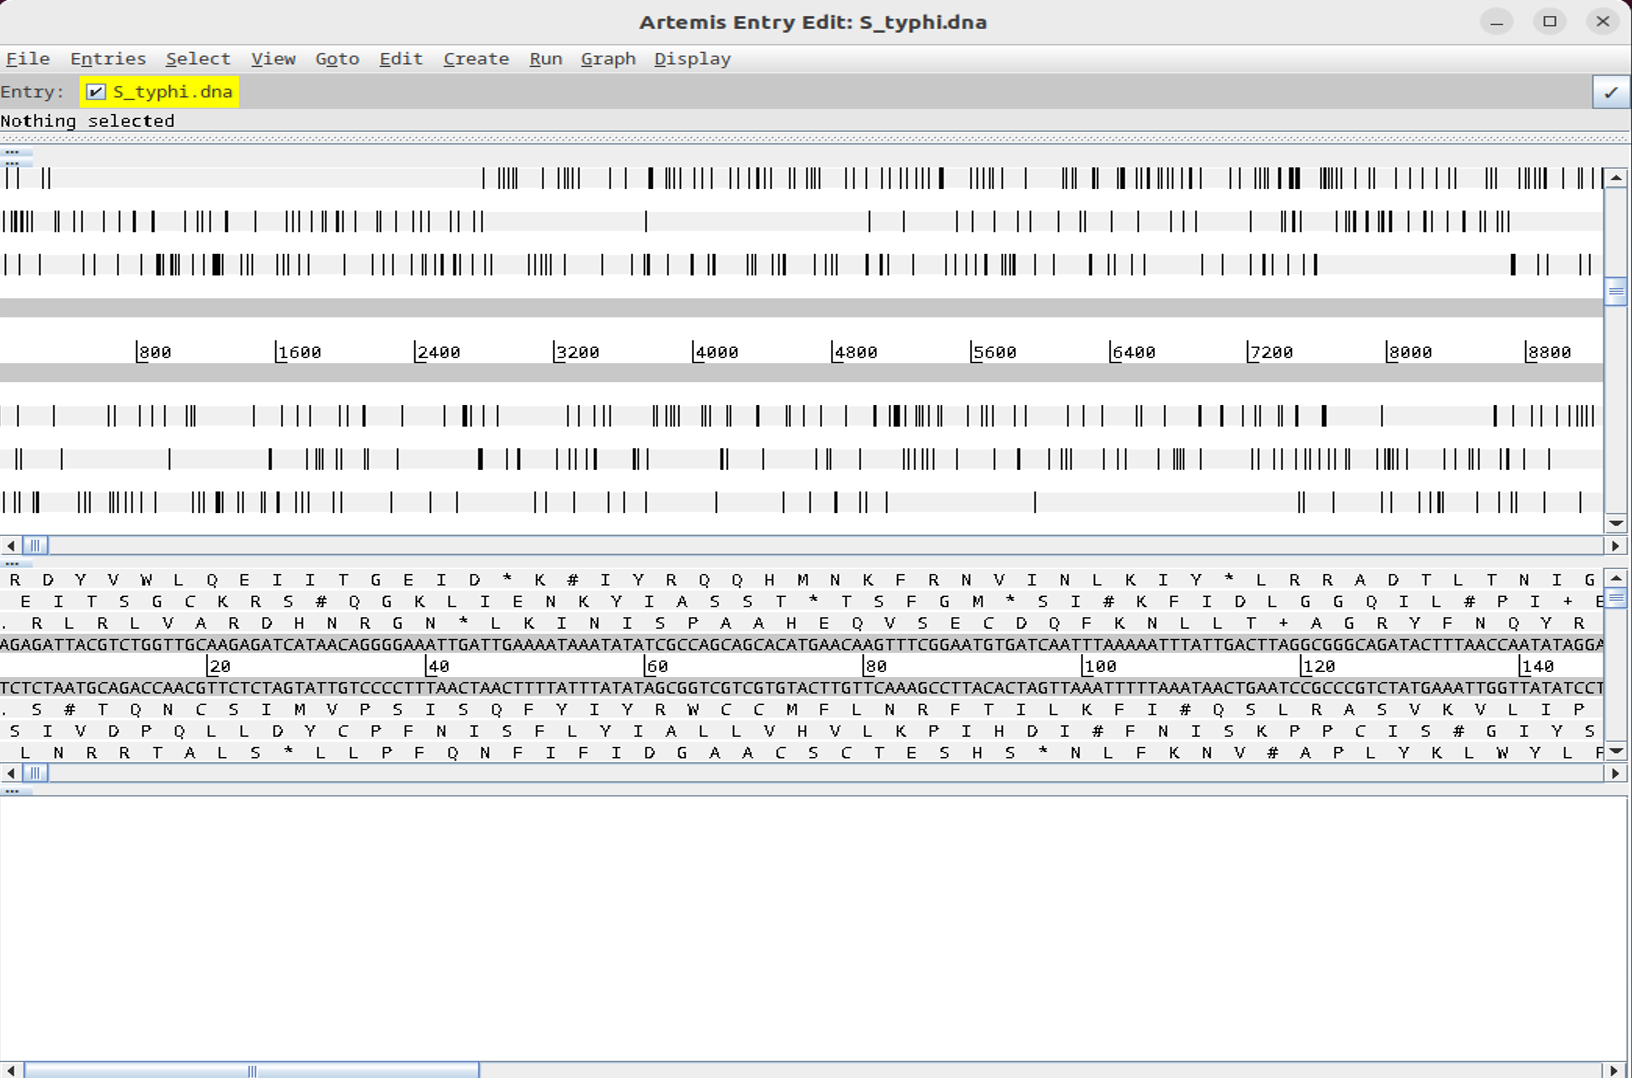 Artemis Entry Edit: S_typhi.dna
File Entries Select View Goto Edit Create Run Graph Display
Entry: S_typhi.dna
Nothing selected
800 1600 2400 3200 4000 4800 5600 6400 7200 8000 8800
R D Y V W L Q E I I T G E I D * K # I Y R Q Q H M N K F R N V I N L K I Y * L R R A D T L T N I G
E I T S G C K R S # Q G K L I E N K Y I A S S T * T S F G M * S I # K F I D L G G Q I L # P I + E
. R L R L V A R D H N R G N * L K I N I S P A A H E Q V S E C D Q F K N L L T + A G R Y F N Q Y R
AGAGATTACGTCTGGTTGCAAGAGATCATAACAGGGGAAATTGATTGAAAATAAATATATCGCCAGCAGCACATGAACAAGTTTCGGAATGTGATCAATTTAAAAATTTATTGACTTAGGCGGGCAGATACTTTAACCAATATAGGA
20 40 60 80 100 120 140
TCTCTAATGCAGACCAACGTTCTCTAGTATTGTCCCCTTTAACTAACTTTTATTTATATAGCGGTCGTCGTGTACTTGTTCAAAGCCTTACACTAGTTAAATTTTTAAATAACTGAATCCGCCCGTCTATGAAATTGGTTATATCCT
. S # T Q N C S I M V P S I S Q F Y I Y R W C C M F L N R F T I L K F I # Q S L R A S V K V L I P
S I V D P Q L L D Y C P F N I S F L Y I A L L V H V L K P I H D I # F N I S K P P C I S # G I Y S
L N R R T A L S * L L P F Q N F I F I D G A A C S C T E S H S * N L F K N V # A P L Y K L W Y L F